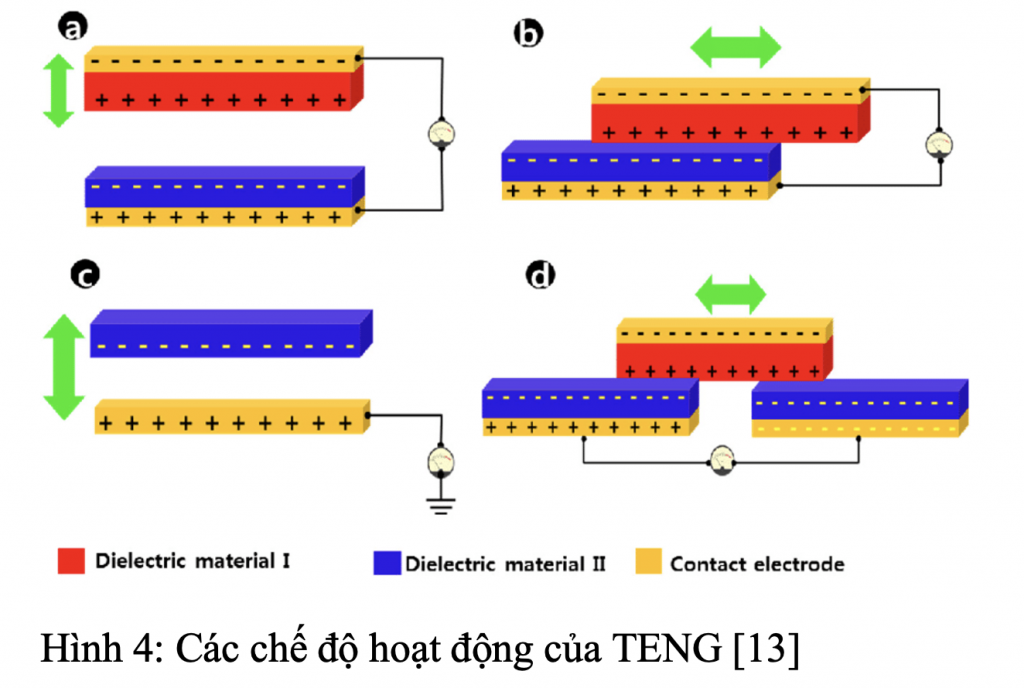 a
b
c
d
Dielectric material I
Dielectric material II
Contact electrode
Hình 4: Các chế độ hoạt động của TENG [13]